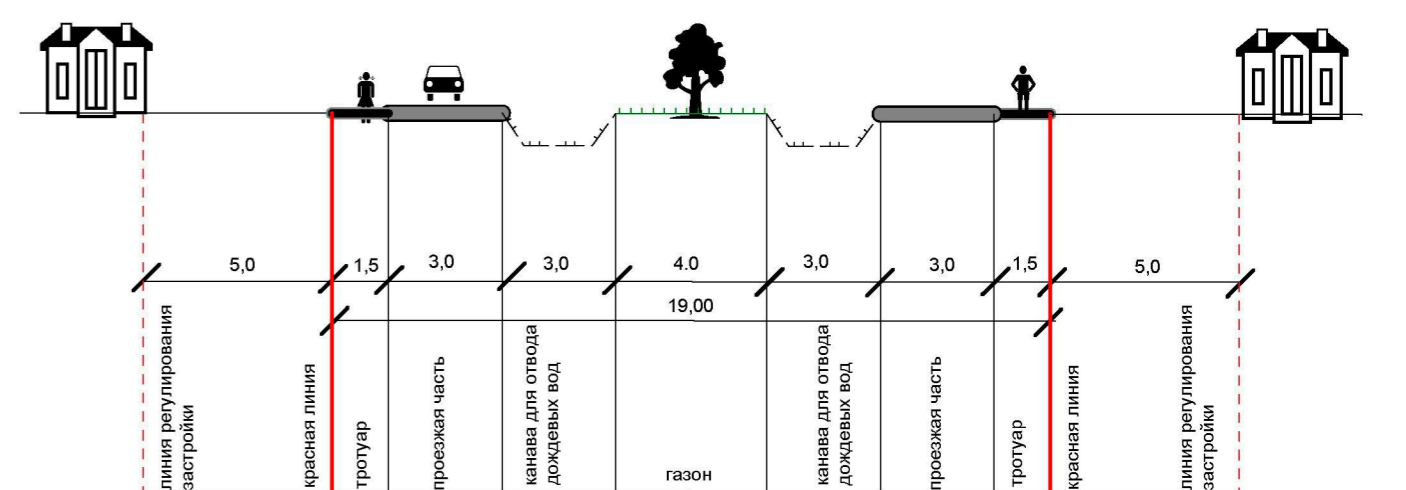 5,0
1,5
3,0
3,0
4.0
3,0
3,0
1,5
5,0
19,00
линия регулирования
застройки
красная линия
тротуар
проезжая часть
канава для отвода
дождевых вод
газон
канава для отвода
дождевых вод
проезжая часть
тротуар
красная линия
линия регулирования
застройки